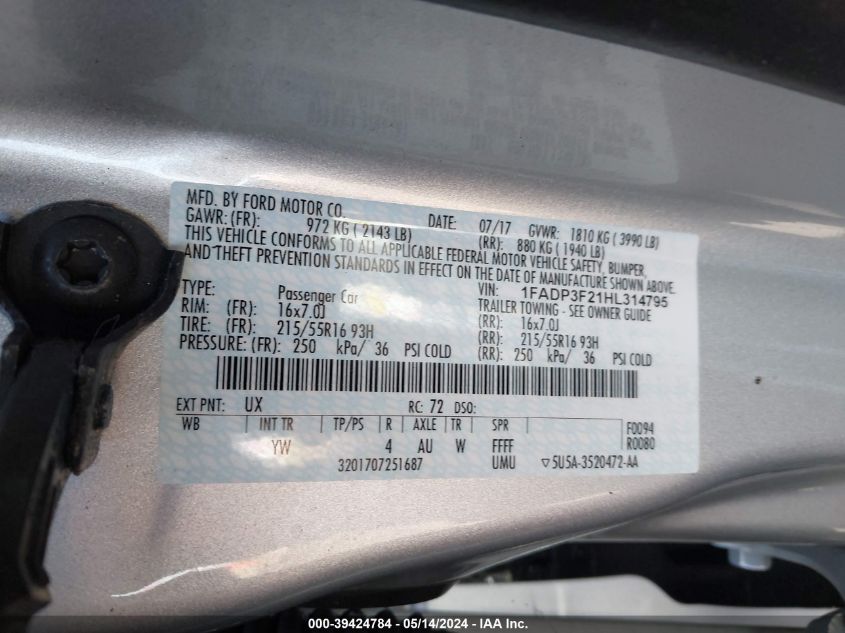 MFD. BY FORD MOTOR CO. DATE: 07/17 GVWR: 1810 KG ( 3990 LB)
GAWR: (FR): 972 KG ( 2143 LB) (RR): 880 KG ( 1940 LB)
THIS VEHICLE CONFORMS TO ALL APPLICABLE FEDERAL MOTOR VEHICLE SAFETY, BUMPER,
AND THEFT PREVENTION STANDARDS IN EFFECT ON THE DATE OF MANUFACTURE SHOWN ABOVE.
VIN: 1FADP3F21HL314795
TYPE: Passenger Car TRAILER TOWING - SEE OWNER GUIDE
RIM: (FR): 16x7.0J (RR): 16x7.0J
TIRE: (FR): 215/55R16 93H (RR): 215/55R16 93H
PRESSURE: (FR): 250 kPa/ 36 PSI COLD (RR): 250 kPa/ 36 PSI COLD
EXT PNT: UX RC: 72 DSO:
WB INT TR TP/PS R AXLE TR SPR F0094
YW 4 AU W FFFF R0080
3201707251687 UMU ▽5U5A-3520472-AA
000-39424784 - 05/14/2024 - IAA Inc.